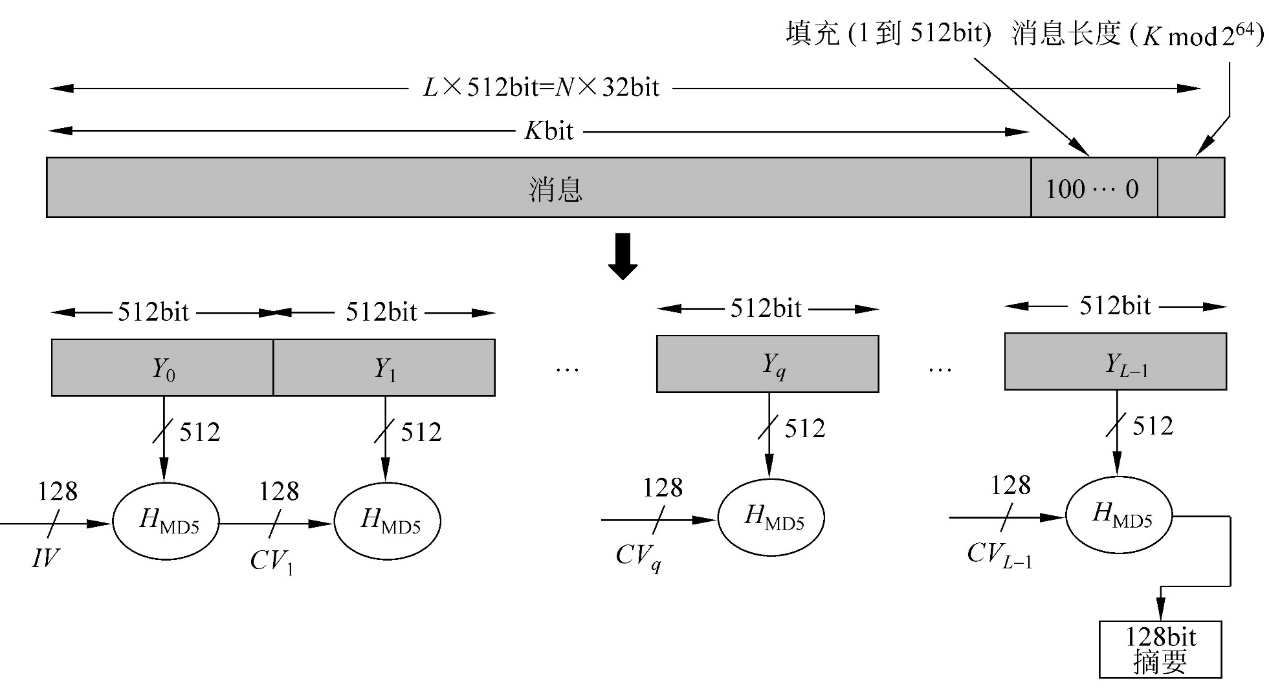 填充 (1到 512bit) 消息长度 (K mod 2^64)
L×512bit=N×32bit
Kbit
消息 100 ··· 0
512bit 512bit 512bit 512bit
Y_0 Y_1 ··· Y_q ··· Y_{L-1}
512 512 512 512
128 128 128 128
H_MD5 H_MD5 H_MD5 H_MD5
IV CV_1 CV_q CV_{L-1}
128bit
摘要